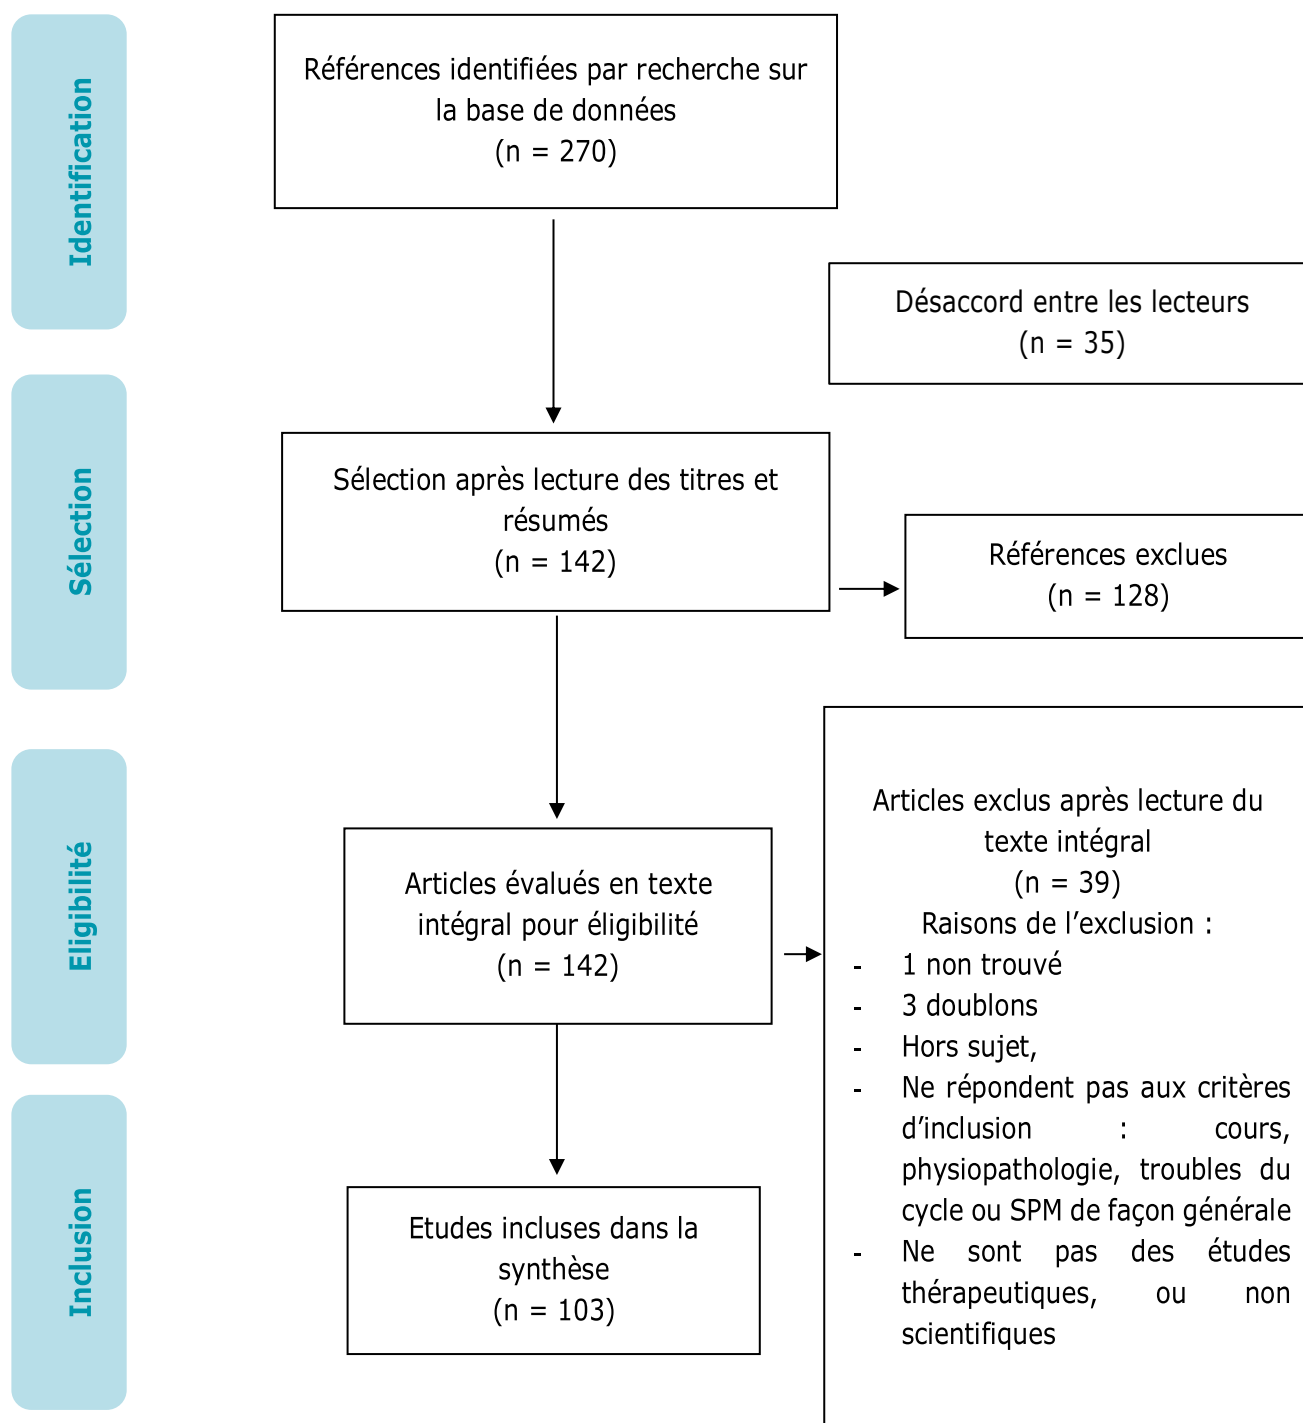 Identification
Références identifiées par recherche sur
la base de données
(n = 270)
Désaccord entre les lecteurs
(n = 35)
Sélection
Sélection après lecture des titres et
résumés
(n = 142)
Références exclues
(n = 128)
Eligibilité
Articles évalués en texte
intégral pour éligibilité
(n = 142)
Articles exclus après lecture du
texte intégral
(n = 39)
Raisons de l’exclusion :
- 1 non trouvé
- 3 doublons
- Hors sujet,
- Ne répondent pas aux critères
d’inclusion : cours,
physiopathologie, troubles du
cycle ou SPM de façon générale
- Ne sont pas des études
thérapeutiques, ou non
scientifiques
Inclusion
Etudes incluses dans la
synthèse
(n = 103)